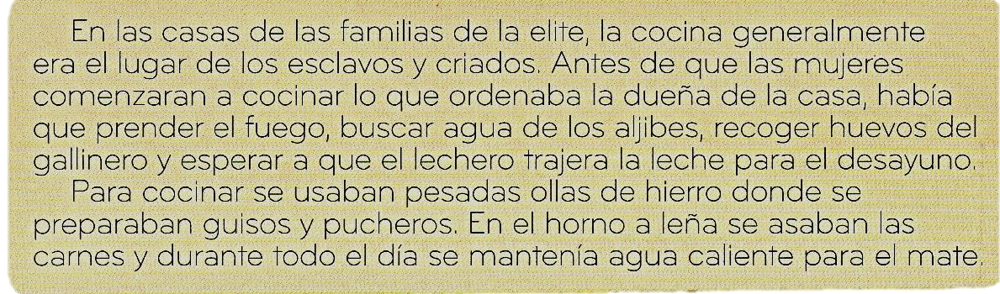 En las casas de las familias de la elite, la cocina generalmente
era el lugar de los esclavos y criados. Antes de que las mujeres
comenzaran a cocinar lo que ordenaba la dueña de la casa, había
que prender el fuego, buscar agua de los aljibes, recoger huevos del
gallinero y esperar a que el lechero trajera la leche para el desayuno.
Para cocinar se usaban pesadas ollas de hierro donde se
preparaban guisos y pucheros. En el horno a leña se asaban las
carnes y durante todo el día se mantenía agua caliente para el mate.